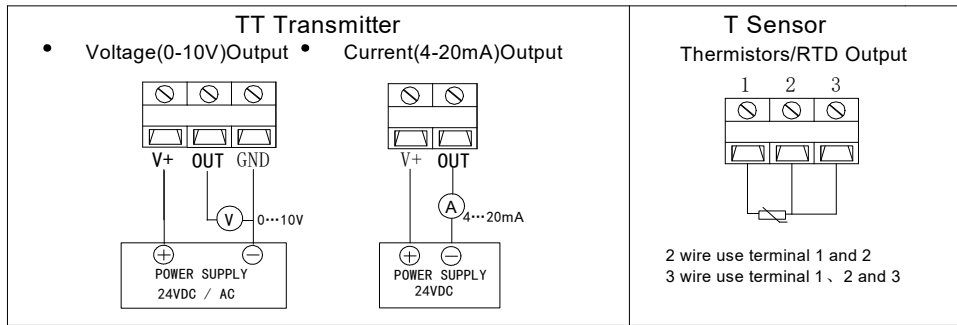 TT Transmitter
• Voltage(0-10V)Output • Current(4-20mA)Output
V+ OUT GND
V
0···10V
POWER SUPPLY
24VDC / AC
V+ OUT
A
4···20mA
POWER SUPPLY
24VDC
T Sensor
Thermistors/RTD Output
1 2 3
2 wire use terminal 1 and 2
3 wire use terminal 1、2 and 3